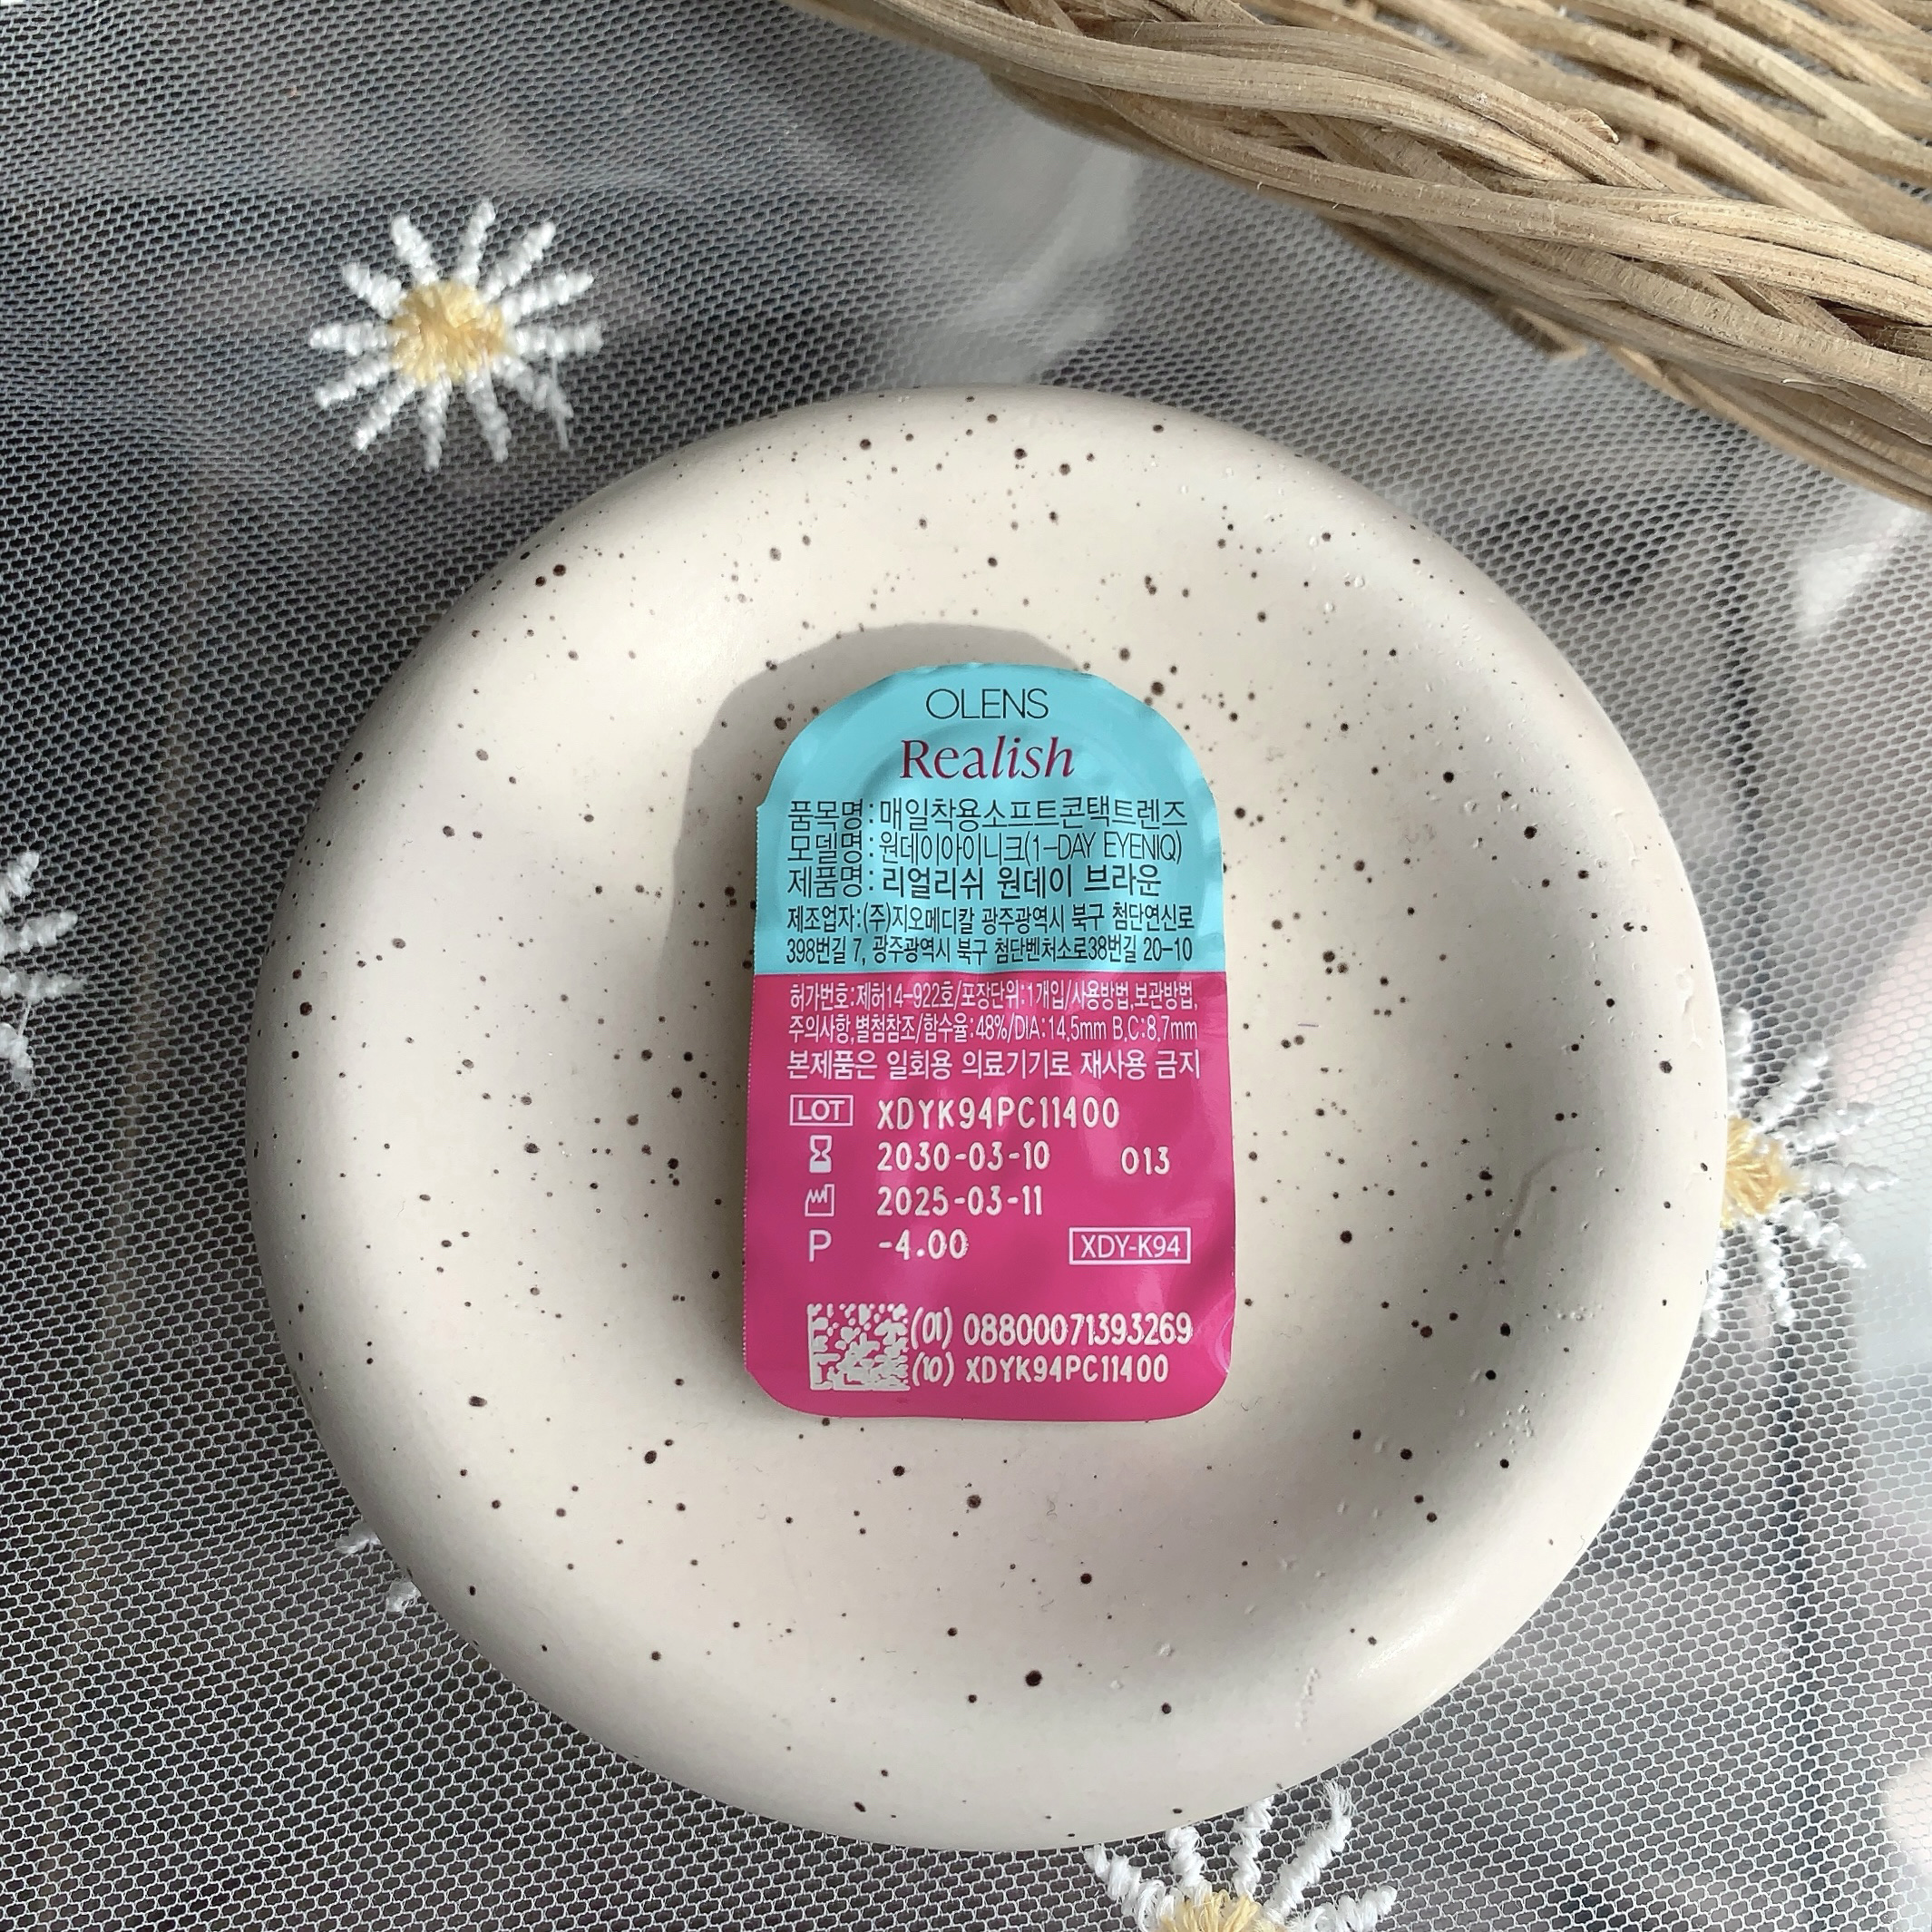 OLENS
Realish
품목명:매일착용소프트콘택트렌즈
모델명:원데이아이니크(1-DAY EYENIQ)
제품명:리얼리쉬 원데이 브라운
제조업자:(주)지오메디칼 광주광역시 북구 첨단연신로
398번길 7, 광주광역시 북구 첨단벤처소로38번길 20-10
허가번호:제허14-922호/포장단위:1개입/사용방법,보관방법,
주의사항,별첨참조/함수율:48%/DIA:14.5mm B.C:8.7mm
본제품은 일회용 의료기기로 재사용 금지
LOT XDYK94PC11400
2030-03-10 013
2025-03-11
P -4.00 XDY-K94
(01) 08800071393269
(10) XDYK94PC11400